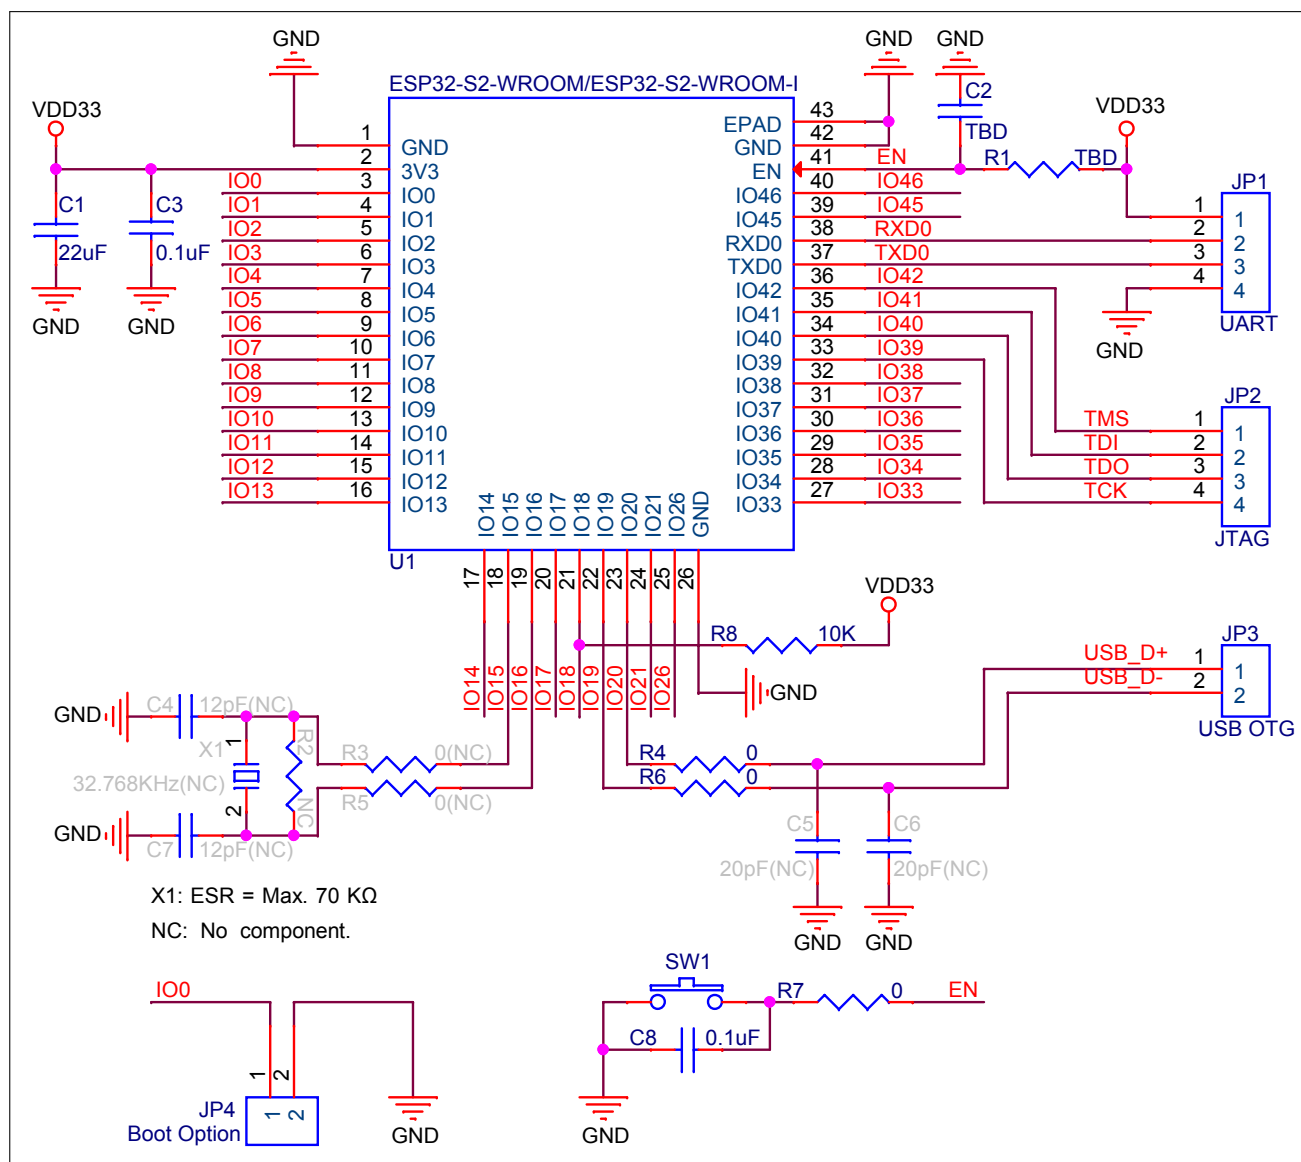 GND
GND
GND
ESP32-S2-WROOM/ESP32-S2-WROOM-I
C2
TBD
VDD33
VDD33
C1
22uF
GND
C3
0.1uF
GND
1 GND
2 3V3
IO0 3 IO0
IO1 4 IO1
IO2 5 IO2
IO3 6 IO3
IO4 7 IO4
IO5 8 IO5
IO6 9 IO6
IO7 10 IO7
IO8 11 IO8
IO9 12 IO9
IO10 13 IO10
IO11 14 IO11
IO12 15 IO12
IO13 16 IO13
EPAD 43
GND 42
EN 41 EN R1 TBD
IO46 40 IO46
IO45 39 IO45
RXD0 38 RXD0
TXD0 37 TXD0
IO42 36 IO42
IO41 35 IO41
IO40 34 IO40
IO39 33 IO39
IO38 32 IO38
IO37 31 IO37
IO36 30 IO36
IO35 29 IO35
IO34 28 IO34
IO33 27 IO33
JP1
1 1
2 2
3 3
4 4
UART
GND
JP2
TMS 1 1
TDI 2 2
TDO 3 3
TCK 4 4
JTAG
IO14 IO15 IO16 IO17 IO18 IO19 IO20 IO21 IO26 GND
U1
17 18 19 20 21 22 23 24 25 26
IO14 IO15 IO16 IO17 IO18 IO19 IO20 IO21 IO26
VDD33
R8 10K
GND
JP3
USB_D+ 1 1
USB_D- 2 2
USB OTG
GND C4 12pF(NC)
X1 1
32.768KHz(NC)
2
R2 NC
R3 0(NC)
R5 0(NC)
GND C7 12pF(NC)
R4 0
R6 0
C5
20pF(NC)
GND
C6
20pF(NC)
GND
X1: ESR = Max. 70 KΩ
NC: No component.
IO0
1 2
JP4 1 2
Boot Option
GND
SW1
R7 0 EN
C8 0.1uF
GND